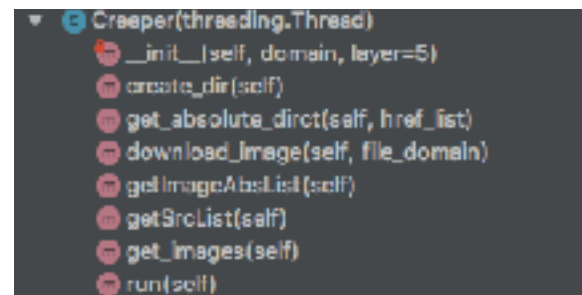 Creeper(threading.Thread)
__init__(self, domain, layer=5)
create_dir(self)
get_absolute_dirct(self, href_list)
download_image(self, file_domain)
getImageAbsList(self)
getSrcList(self)
get_images(self)
run(self)